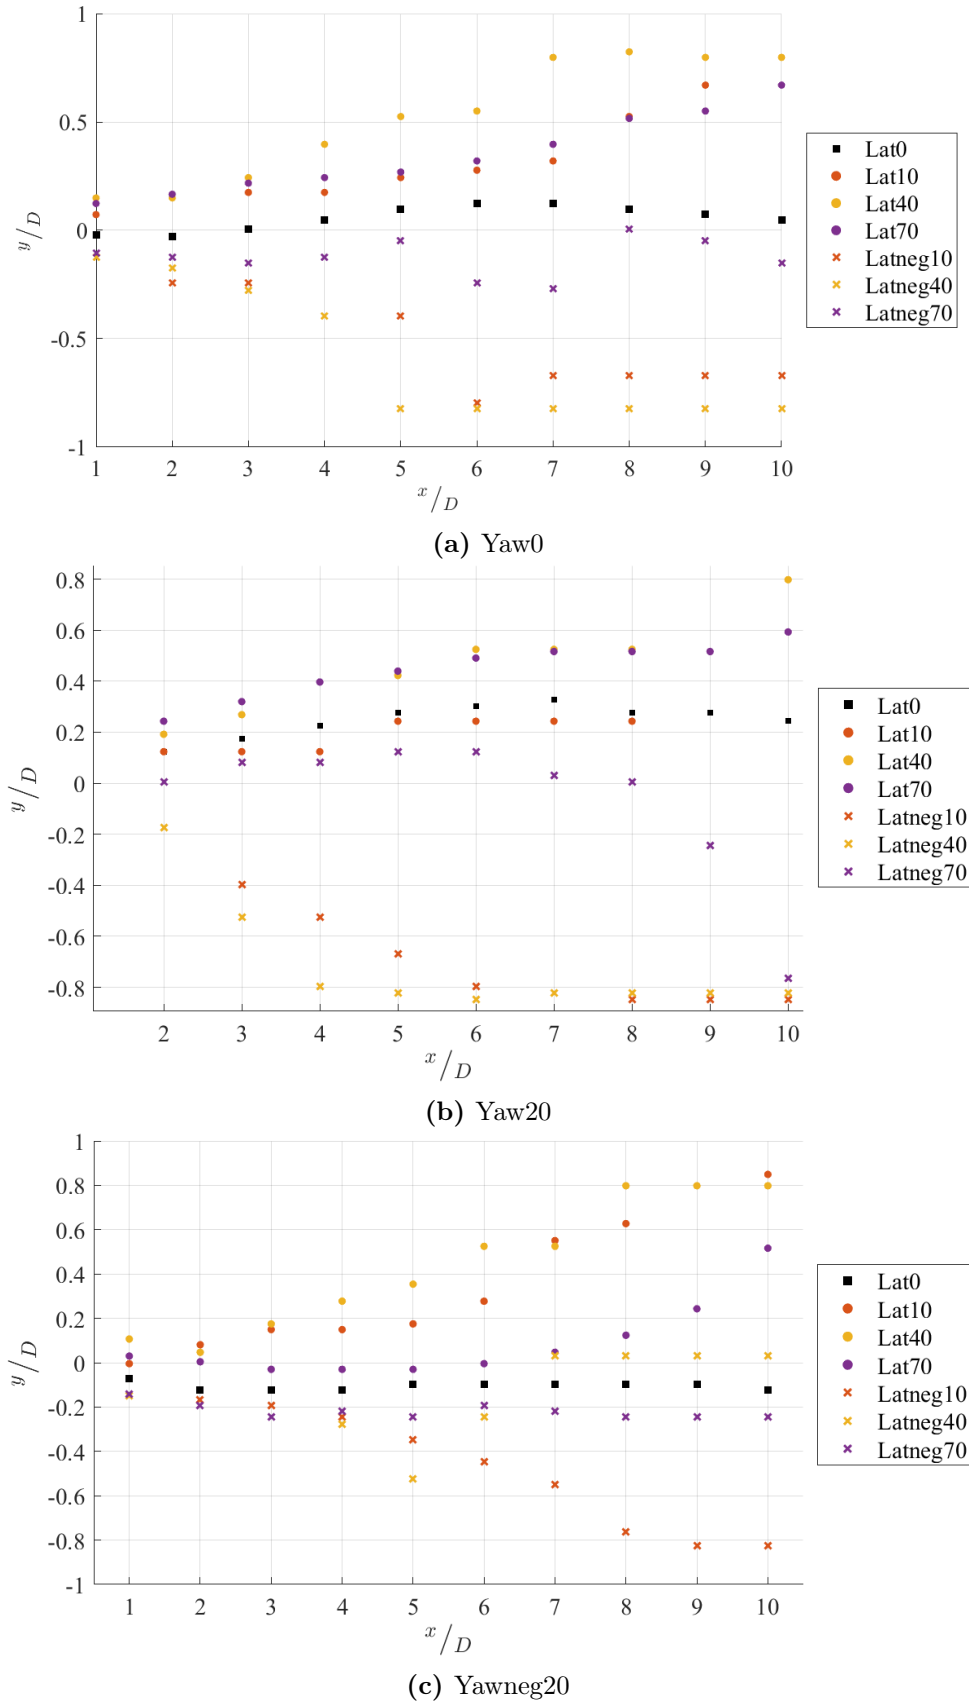 1
0.5
0
-0.5
-1
y/D
1 2 3 4 5 6 7 8 9 10
x/D
Lat0
Lat10
Lat40
Lat70
Latneg10
Latneg40
Latneg70
(a) Yaw0
0.8
0.6
0.4
0.2
0
-0.2
-0.4
-0.6
-0.8
y/D
2 3 4 5 6 7 8 9 10
x/D
Lat0
Lat10
Lat40
Lat70
Latneg10
Latneg40
Latneg70
(b) Yaw20
1
0.8
0.6
0.4
0.2
0
-0.2
-0.4
-0.6
-0.8
-1
y/D
1 2 3 4 5 6 7 8 9 10
x/D
Lat0
Lat10
Lat40
Lat70
Latneg10
Latneg40
Latneg70
(c) Yawneg20